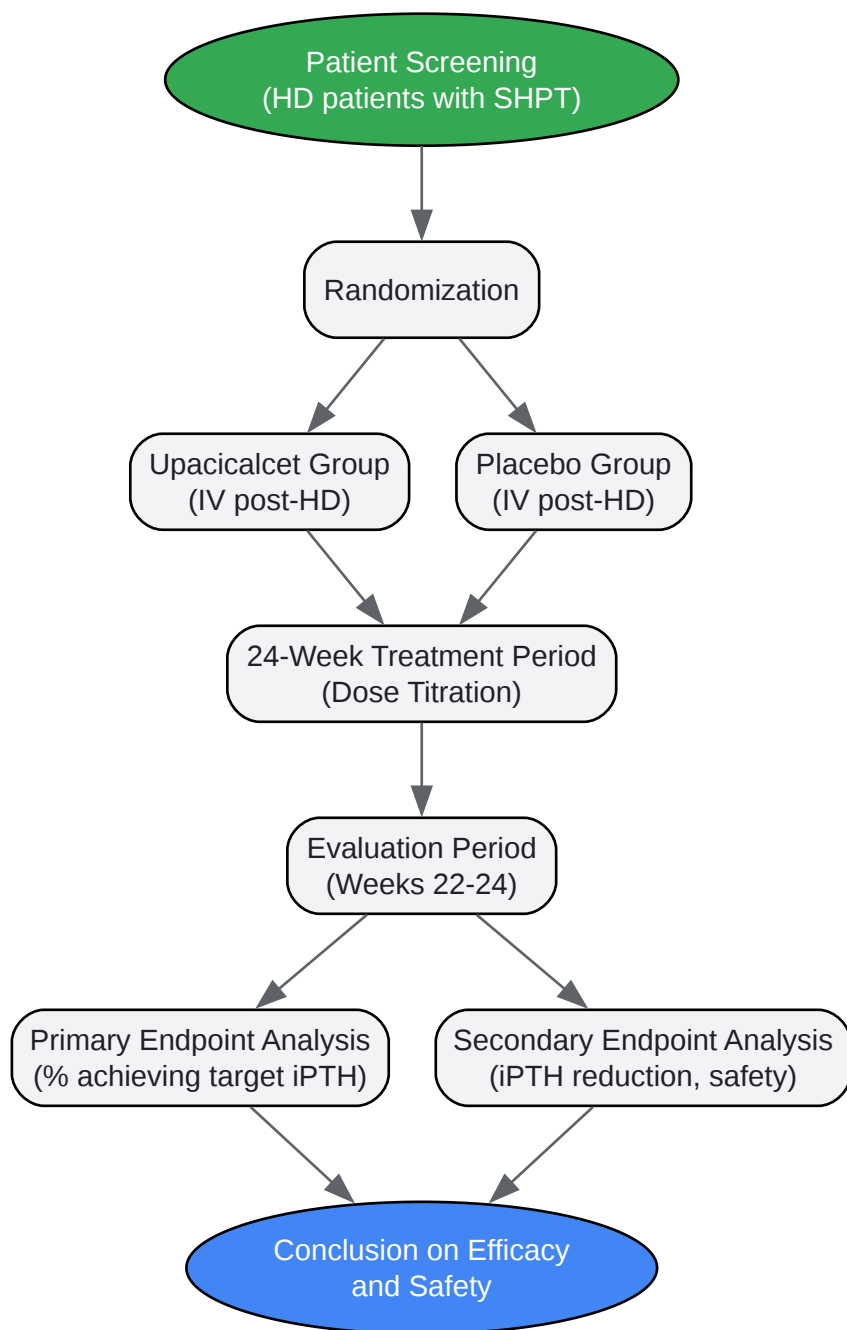 Patient Screening
(HD patients with SHPT)
Randomization
Upacicalcet Group
(IV post-HD)
Placebo Group
(IV post-HD)
24-Week Treatment Period
(Dose Titration)
Evaluation Period
(Weeks 22-24)
Primary Endpoint Analysis
(% achieving target iPTH)
Secondary Endpoint Analysis
(iPTH reduction, safety)
Conclusion on Efficacy
and Safety